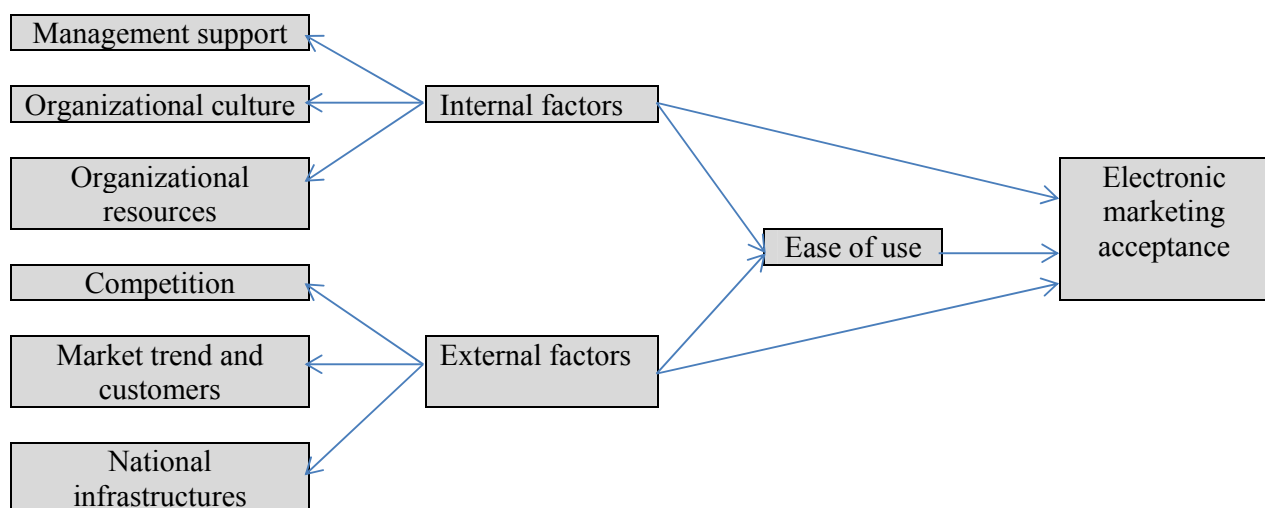 Management support
Organizational culture
Organizational
resources
Competition
Market trend and
customers
National
infrastructures
Internal factors
External factors
Ease of use
Electronic
marketing
acceptance